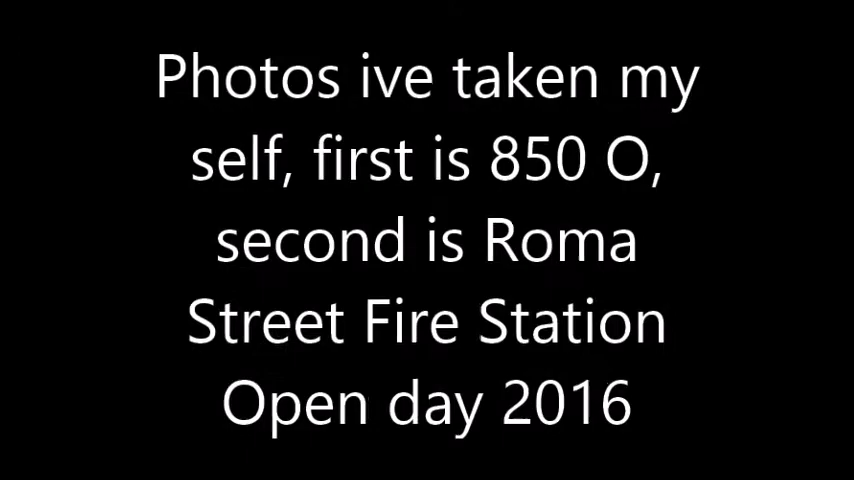 Photos ive taken my
self, first is 850 O,
second is Roma
Street Fire Station
Open day 2016